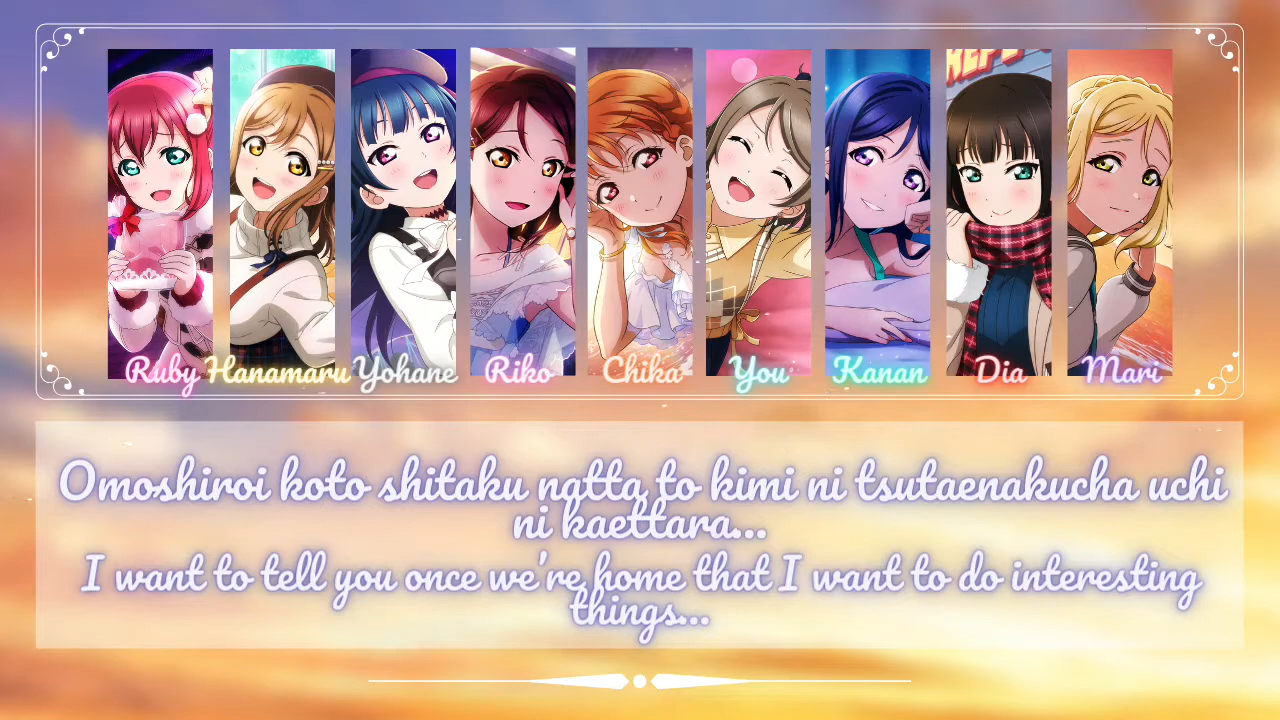 Ruby Hanamaru Yohane Riko Chika You Kanan Dia Mari
Omoshiroi koto shitaku natta to kimi ni tsutaenakucha uchi
ni kaettara...
I want to tell you once we're home that I want to do interesting
things...